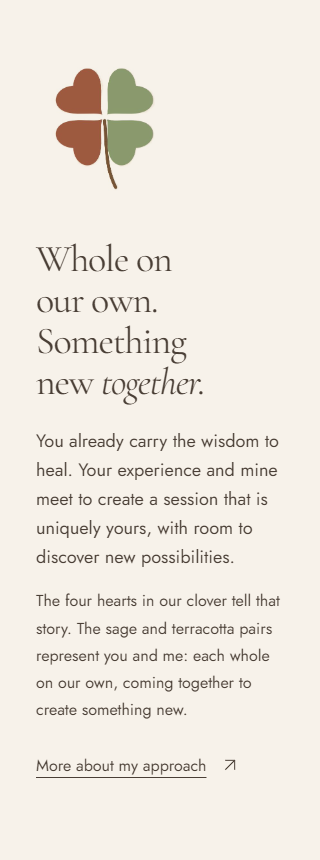 Whole on
our own.
Something
new together.
You already carry the wisdom to
heal. Your experience and mine
meet to create a session that is
uniquely yours, with room to
discover new possibilities.
The four hearts in our clover tell that
story. The sage and terracotta pairs
represent you and me: each whole
on our own, coming together to
create something new.
More about my approach